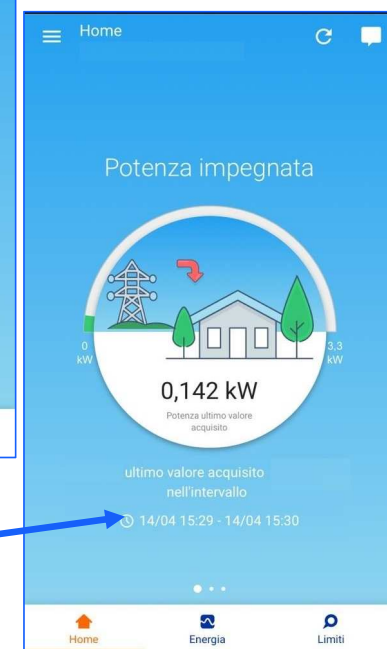 Home
Potenza impegnata
0
kW
3,3
kW
0,142 kW
Potenza ultimo valore
acquisito
ultimo valore acquisito
nell'intervallo
14/04 15:29 - 14/04 15:30
Home
Energia
Limiti